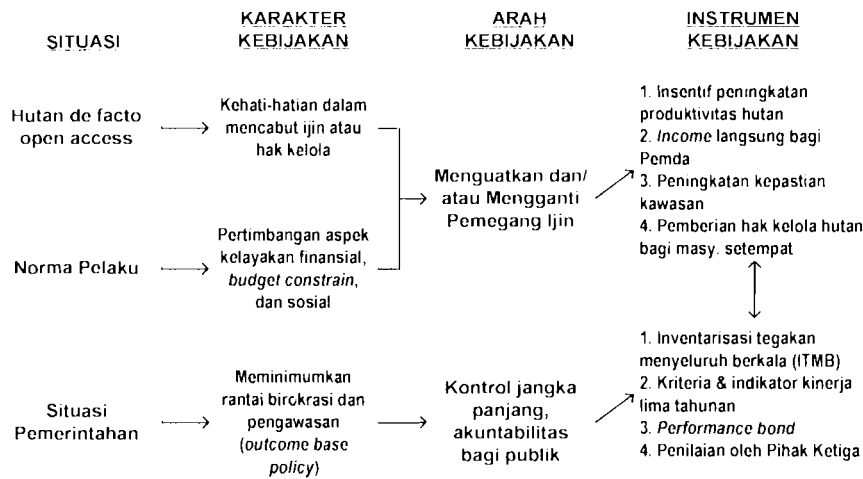 SITUASI
KARAKTER
KEBIJAKAN
ARAH
KEBIJAKAN
INSTRUMEN
KEBIJAKAN
Hutan de facto
open access
Kehati-hatian dalam
mencabut ijin atau
hak kelola
Norma Pelaku
Pertimbangan aspek
kelayakan finansial,
budget constrain,
dan sosial
Menguatkan dan/
atau Mengganti
Pemegang Ijin
1. Insentif peningkatan
produktivitas hutan
2. Income langsung bagi
Pemda
3. Peningkatan kepastian
kawasan
4. Pemberian hak kelola hutan
bagi masy. setempat
Situasi
Pemerintahan
Meminimumkan
rantai birokrasi dan
pengawasan
(outcome base
policy)
Kontrol jangka
panjang,
akuntabilitas
bagi publik
1. Inventarisasi tegakan
menyeluruh berkala (ITMB)
2. Kriteria & indikator kinerja
lima tahunan
3. Performance bond
4. Penilaian oleh Pihak Ketiga